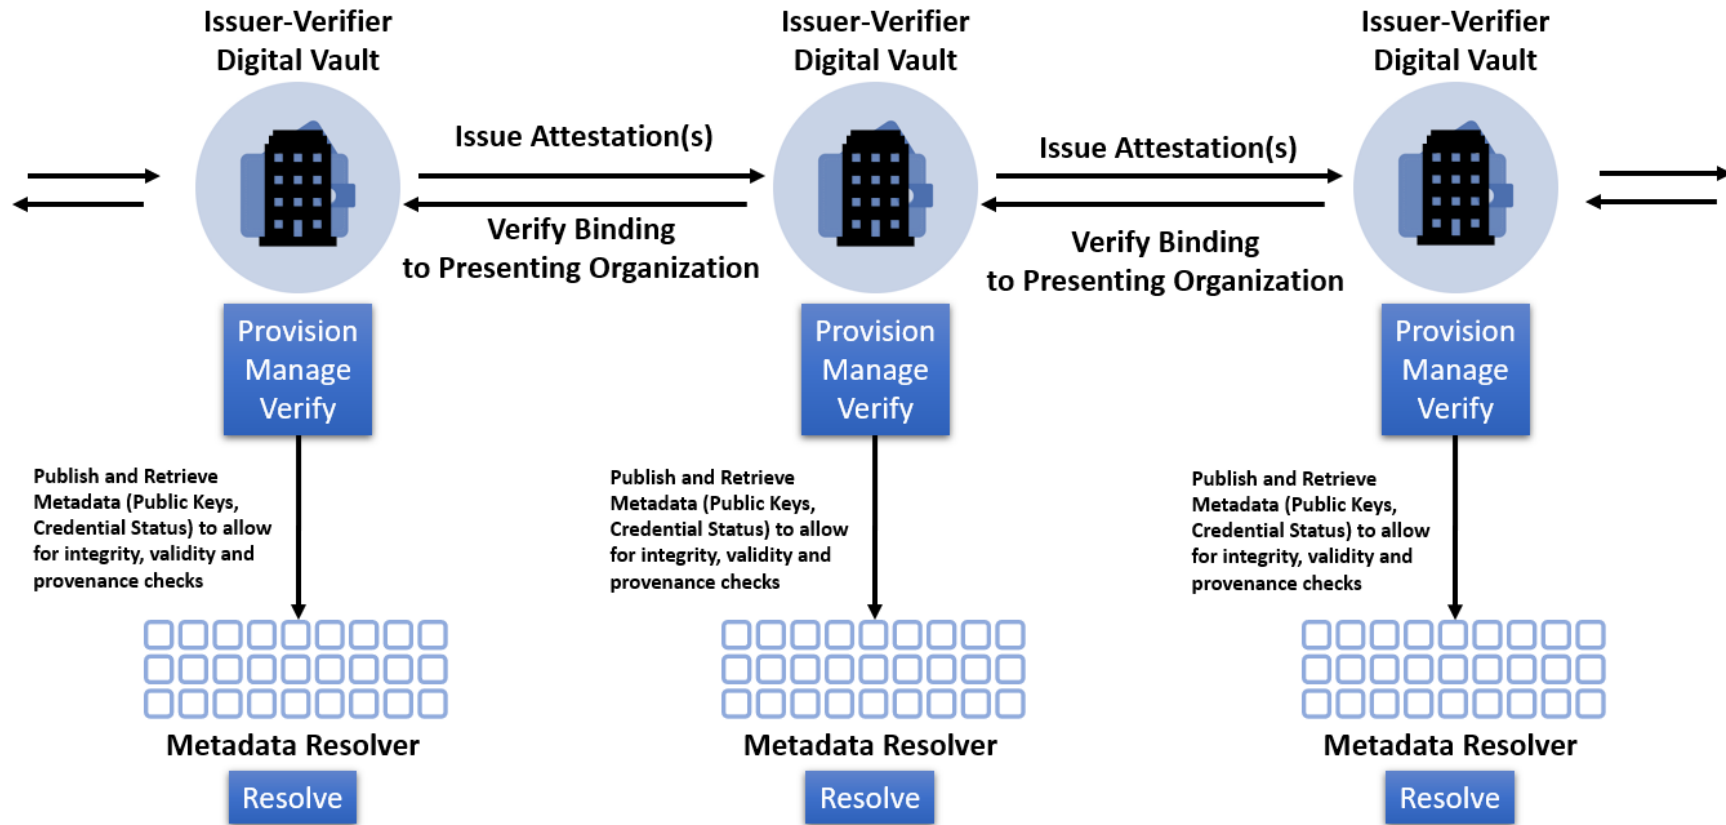 Issuer-Verifier
Digital Vault
Issuer-Verifier
Digital Vault
Issuer-Verifier
Digital Vault
Issue Attestation(s)
Issue Attestation(s)
Verify Binding
to Presenting Organization
Verify Binding
to Presenting Organization
Provision
Manage
Verify
Provision
Manage
Verify
Provision
Manage
Verify
Publish and Retrieve
Metadata (Public Keys,
Credential Status) to allow
for integrity, validity and
provenance checks
Publish and Retrieve
Metadata (Public Keys,
Credential Status) to allow
for integrity, validity and
provenance checks
Publish and Retrieve
Metadata (Public Keys,
Credential Status) to allow
for integrity, validity and
provenance checks
Metadata Resolver
Metadata Resolver
Metadata Resolver
Resolve
Resolve
Resolve